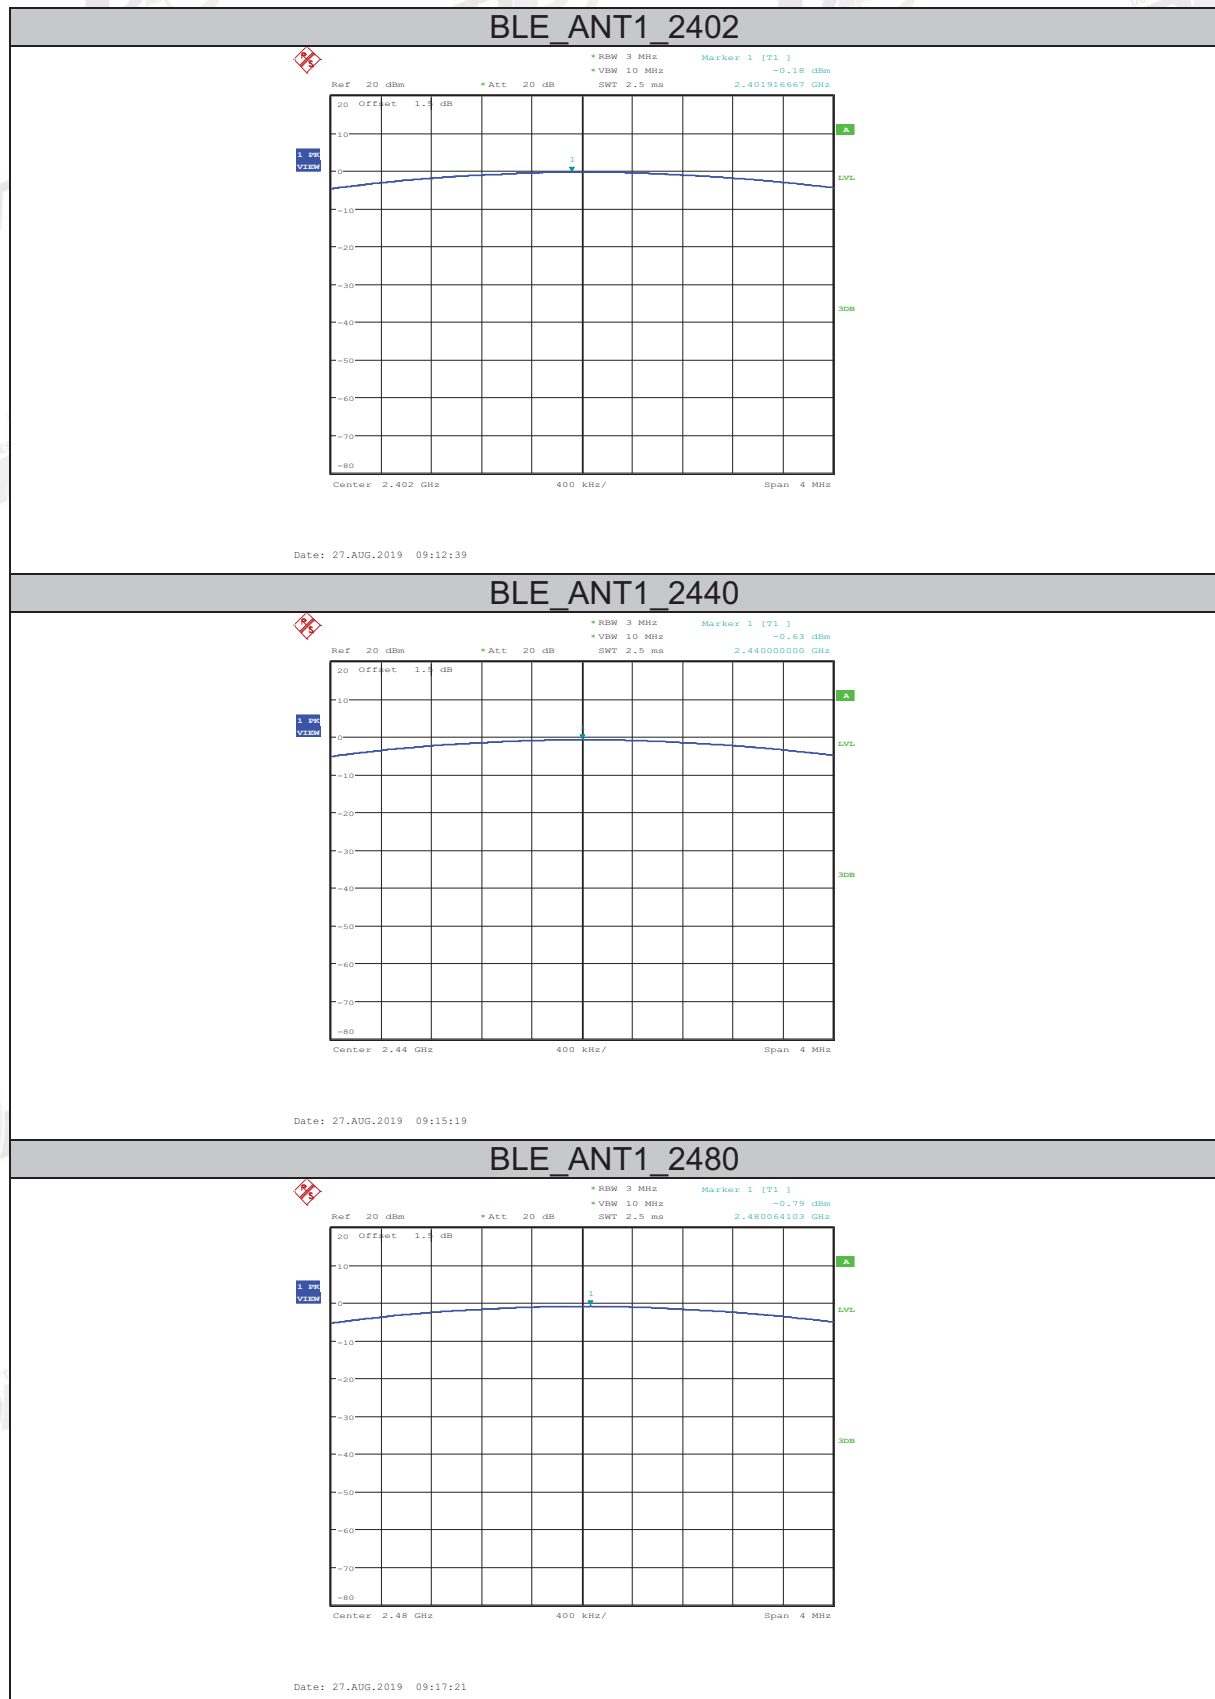 BLE_ANT1_2402
R S
*RBW 3 MHz Marker 1 [T1 ]
*VBW 10 MHz -0.18 dBm
Ref 20 dBm *Att 20 dB SWT 2.5 ms 2.401916667 GHz
20 Offset 1.5 dB
A
10
1 PK
VIEW
1
0
LVL
-10
-20
-30
3DB
-40
-50
-60
-70
-80
Center 2.402 GHz 400 kHz/ Span 4 MHz
Date: 27.AUG.2019 09:12:39
BLE_ANT1_2440
R S
*RBW 3 MHz Marker 1 [T1 ]
*VBW 10 MHz -0.63 dBm
Ref 20 dBm *Att 20 dB SWT 2.5 ms 2.440000000 GHz
20 Offset 1.5 dB
A
10
1 PK
VIEW
0
LVL
-10
-20
-30
3DB
-40
-50
-60
-70
-80
Center 2.44 GHz 400 kHz/ Span 4 MHz
Date: 27.AUG.2019 09:15:19
BLE_ANT1_2480
R S
*RBW 3 MHz Marker 1 [T1 ]
*VBW 10 MHz -0.79 dBm
Ref 20 dBm *Att 20 dB SWT 2.5 ms 2.480064103 GHz
20 Offset 1.5 dB
A
10
1 PK
VIEW
1
0
LVL
-10
-20
-30
3DB
-40
-50
-60
-70
-80
Center 2.48 GHz 400 kHz/ Span 4 MHz
Date: 27.AUG.2019 09:17:21